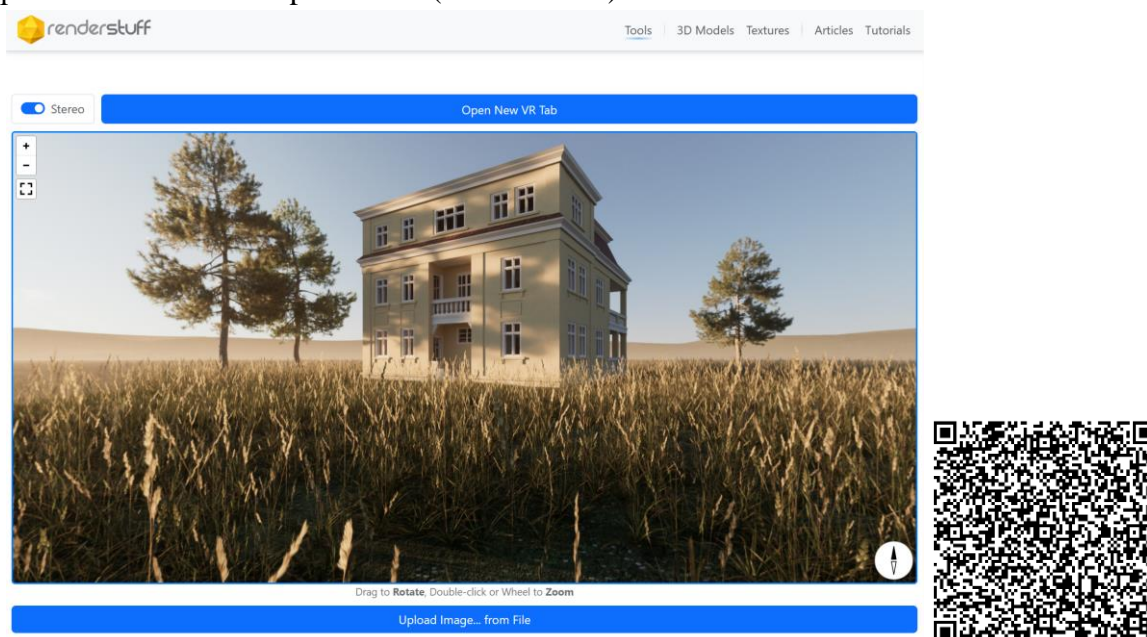 renderstuff
Tools 3D Models Textures Articles Tutorials
Stereo
Open New VR Tab
+
-
Drag to Rotate, Double-click or Wheel to Zoom
Upload Image... from File